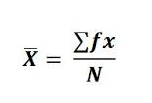 X̅ = ∑fx / N